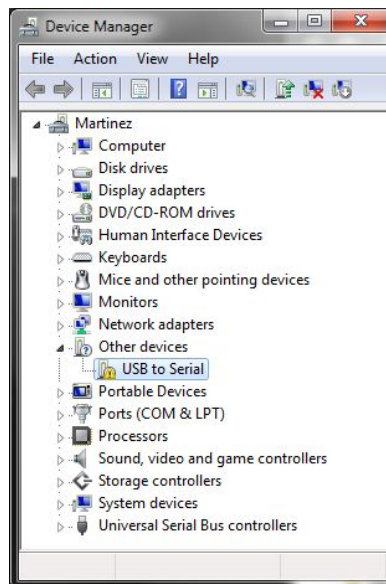 Device Manager
File Action View Help
Martinez
Computer
Disk drives
Display adapters
DVD/CD-ROM drives
Human Interface Devices
Keyboards
Mice and other pointing devices
Monitors
Network adapters
Other devices
USB to Serial
Portable Devices
Ports (COM & LPT)
Processors
Sound, video and game controllers
Storage controllers
System devices
Universal Serial Bus controllers